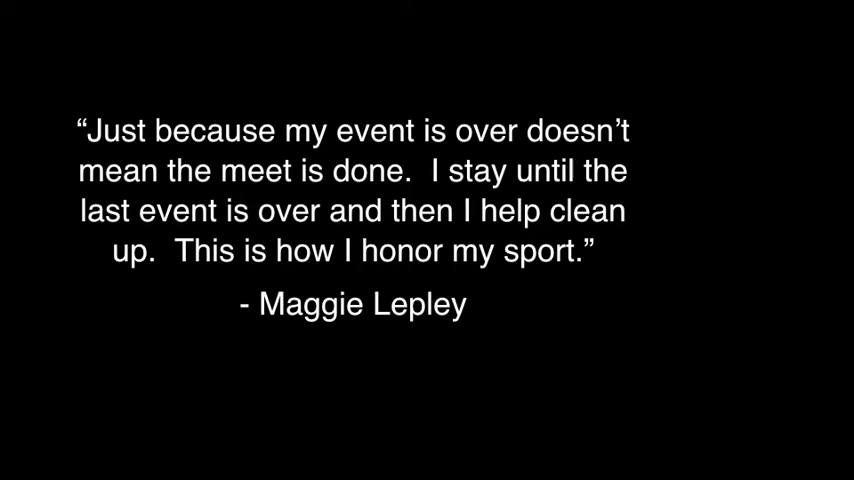 “Just because my event is over doesn’t
mean the meet is done.  I stay until the
last event is over and then I help clean
up.  This is how I honor my sport.”
- Maggie Lepley